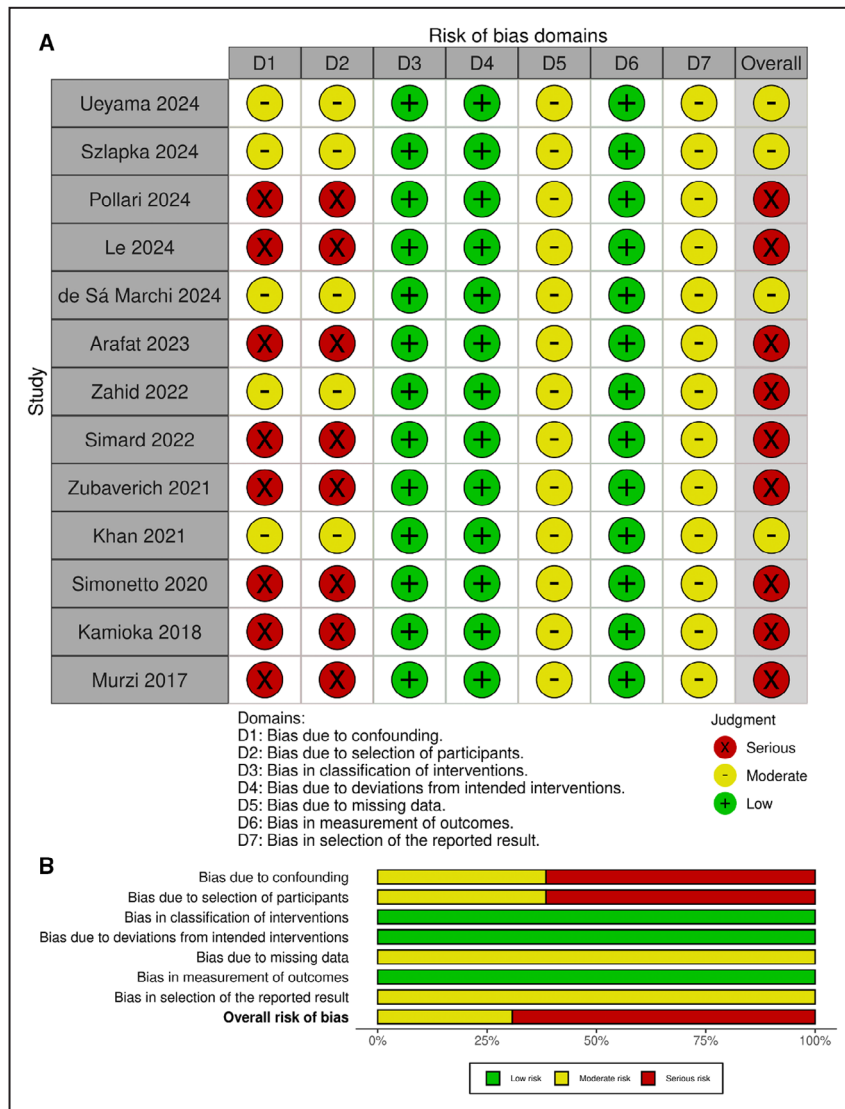 A
Risk of bias domains
D1 D2 D3 D4 D5 D6 D7 Overall
Study
Ueyama 2024 - - + + - + - -
Szlapka 2024 - - + + - + - -
Pollari 2024 X X + + - + - X
Le 2024 X X + + - + - X
de Sá Marchi 2024 - - + + - + - -
Arafat 2023 X X + + - + - X
Zahid 2022 - - + + - + - X
Simard 2022 X X + + - + - X
Zubaverich 2021 X X + + - + - X
Khan 2021 - - + + - + - -
Simonetto 2020 X X + + - + - X
Kamioka 2018 X X + + - + - X
Murzi 2017 X X + + - + - X
Domains:
D1: Bias due to confounding.
D2: Bias due to selection of participants.
D3: Bias in classification of interventions.
D4: Bias due to deviations from intended interventions.
D5: Bias due to missing data.
D6: Bias in measurement of outcomes.
D7: Bias in selection of the reported result.
Judgment
X Serious
- Moderate
+ Low
B
Bias due to confounding
Bias due to selection of participants
Bias in classification of interventions
Bias due to deviations from intended interventions
Bias due to missing data
Bias in measurement of outcomes
Bias in selection of the reported result
Overall risk of bias
0% 25% 50% 75% 100%
Low risk Moderate risk Serious risk